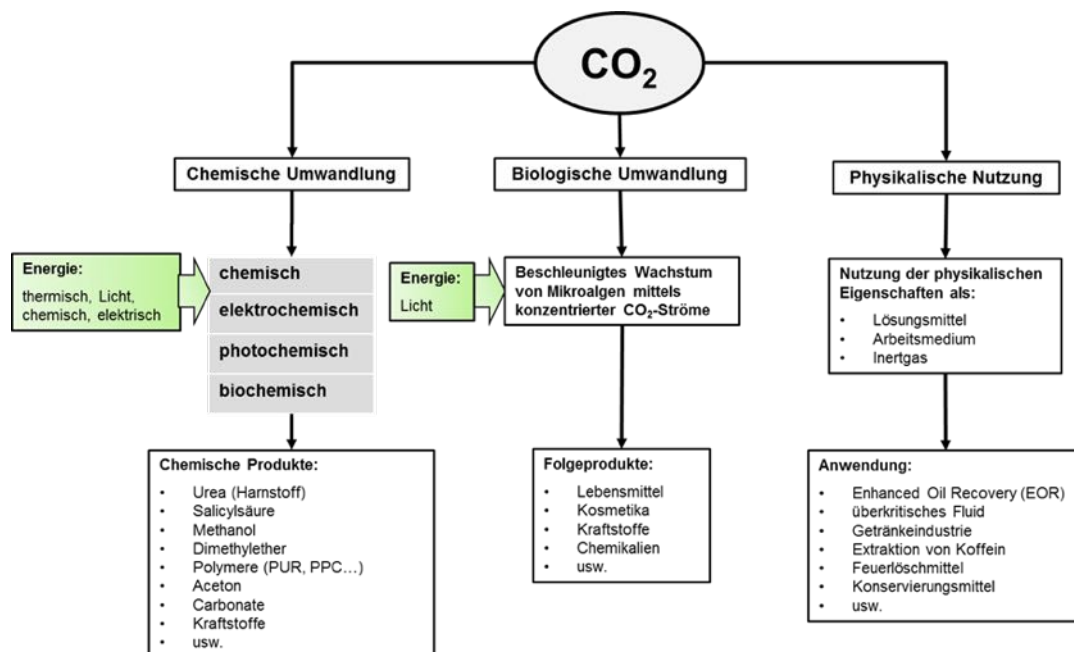 CO₂
Chemische Umwandlung
Biologische Umwandlung
Physikalische Nutzung
Energie:
thermisch, Licht,
chemisch, elektrisch
chemisch
elektrochemisch
photochemisch
biochemisch
Energie:
Licht
Beschleunigtes Wachstum
von Mikroalgen mittels
konzentrierter CO₂-Ströme
Nutzung der physikalischen
Eigenschaften als:
• Lösungsmittel
• Arbeitsmedium
• Inertgas
Chemische Produkte:
• Urea (Harnstoff)
• Salicylsäure
• Methanol
• Dimethylether
• Polymere (PUR, PPC…)
• Aceton
• Carbonate
• Kraftstoffe
• usw.
Folgeprodukte:
• Lebensmittel
• Kosmetika
• Kraftstoffe
• Chemikalien
• usw.
Anwendung:
• Enhanced Oil Recovery (EOR)
• überkritisches Fluid
• Getränkeindustrie
• Extraktion von Koffein
• Feuerlöschmittel
• Konservierungsmittel
• usw.